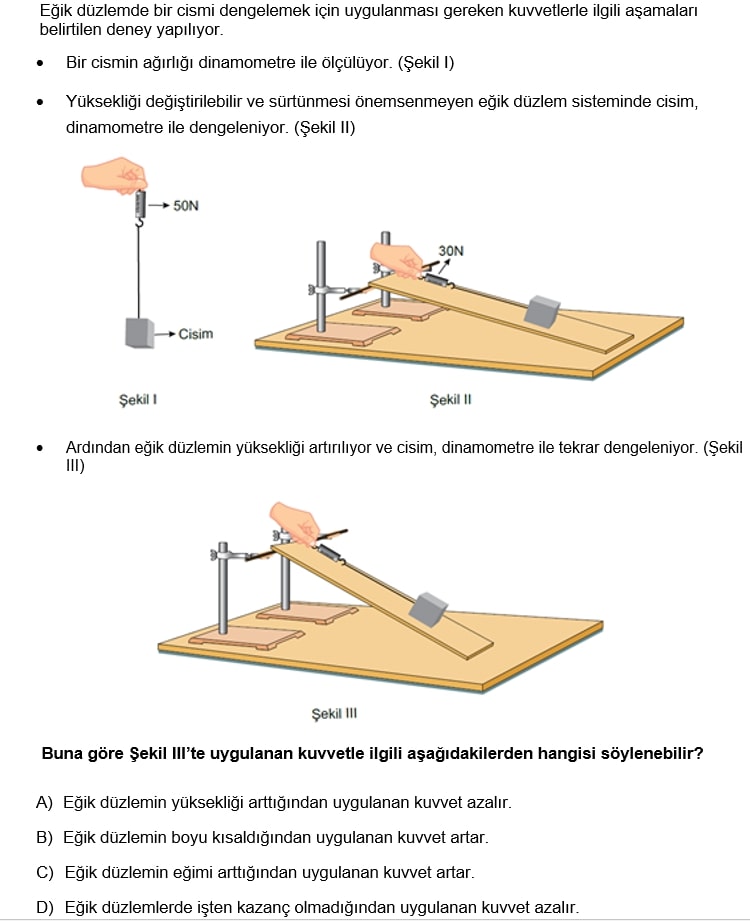 Eğik düzlemde bir cismi dengelemek için uygulanması gereken kuvvetlerle ilgili aşamaları
belirtilen deney yapılıyor.
• Bir cismin ağırlığı dinamometre ile ölçülüyor. (Şekil I)
• Yüksekliği değiştirilebilir ve sürtünmesi önemsenmeyen eğik düzlem sisteminde cisim,
dinamometre ile dengeleniyor. (Şekil II)
50N
30N
Cisim
Şekil I
Şekil II
• Ardından eğik düzlemin yüksekliği artırılıyor ve cisim, dinamometre ile tekrar dengeleniyor. (Şekil
III)
Şekil III
Buna göre Şekil III’te uygulanan kuvvetle ilgili aşağıdakilerden hangisi söylenebilir?
A) Eğik düzlemin yüksekliği arttığından uygulanan kuvvet azalır.
B) Eğik düzlemin boyu kısaldığından uygulanan kuvvet artar.
C) Eğik düzlemin eğimi arttığından uygulanan kuvvet artar.
D) Eğik düzlemlerde işten kazanç olmadığından uygulanan kuvvet azalır.